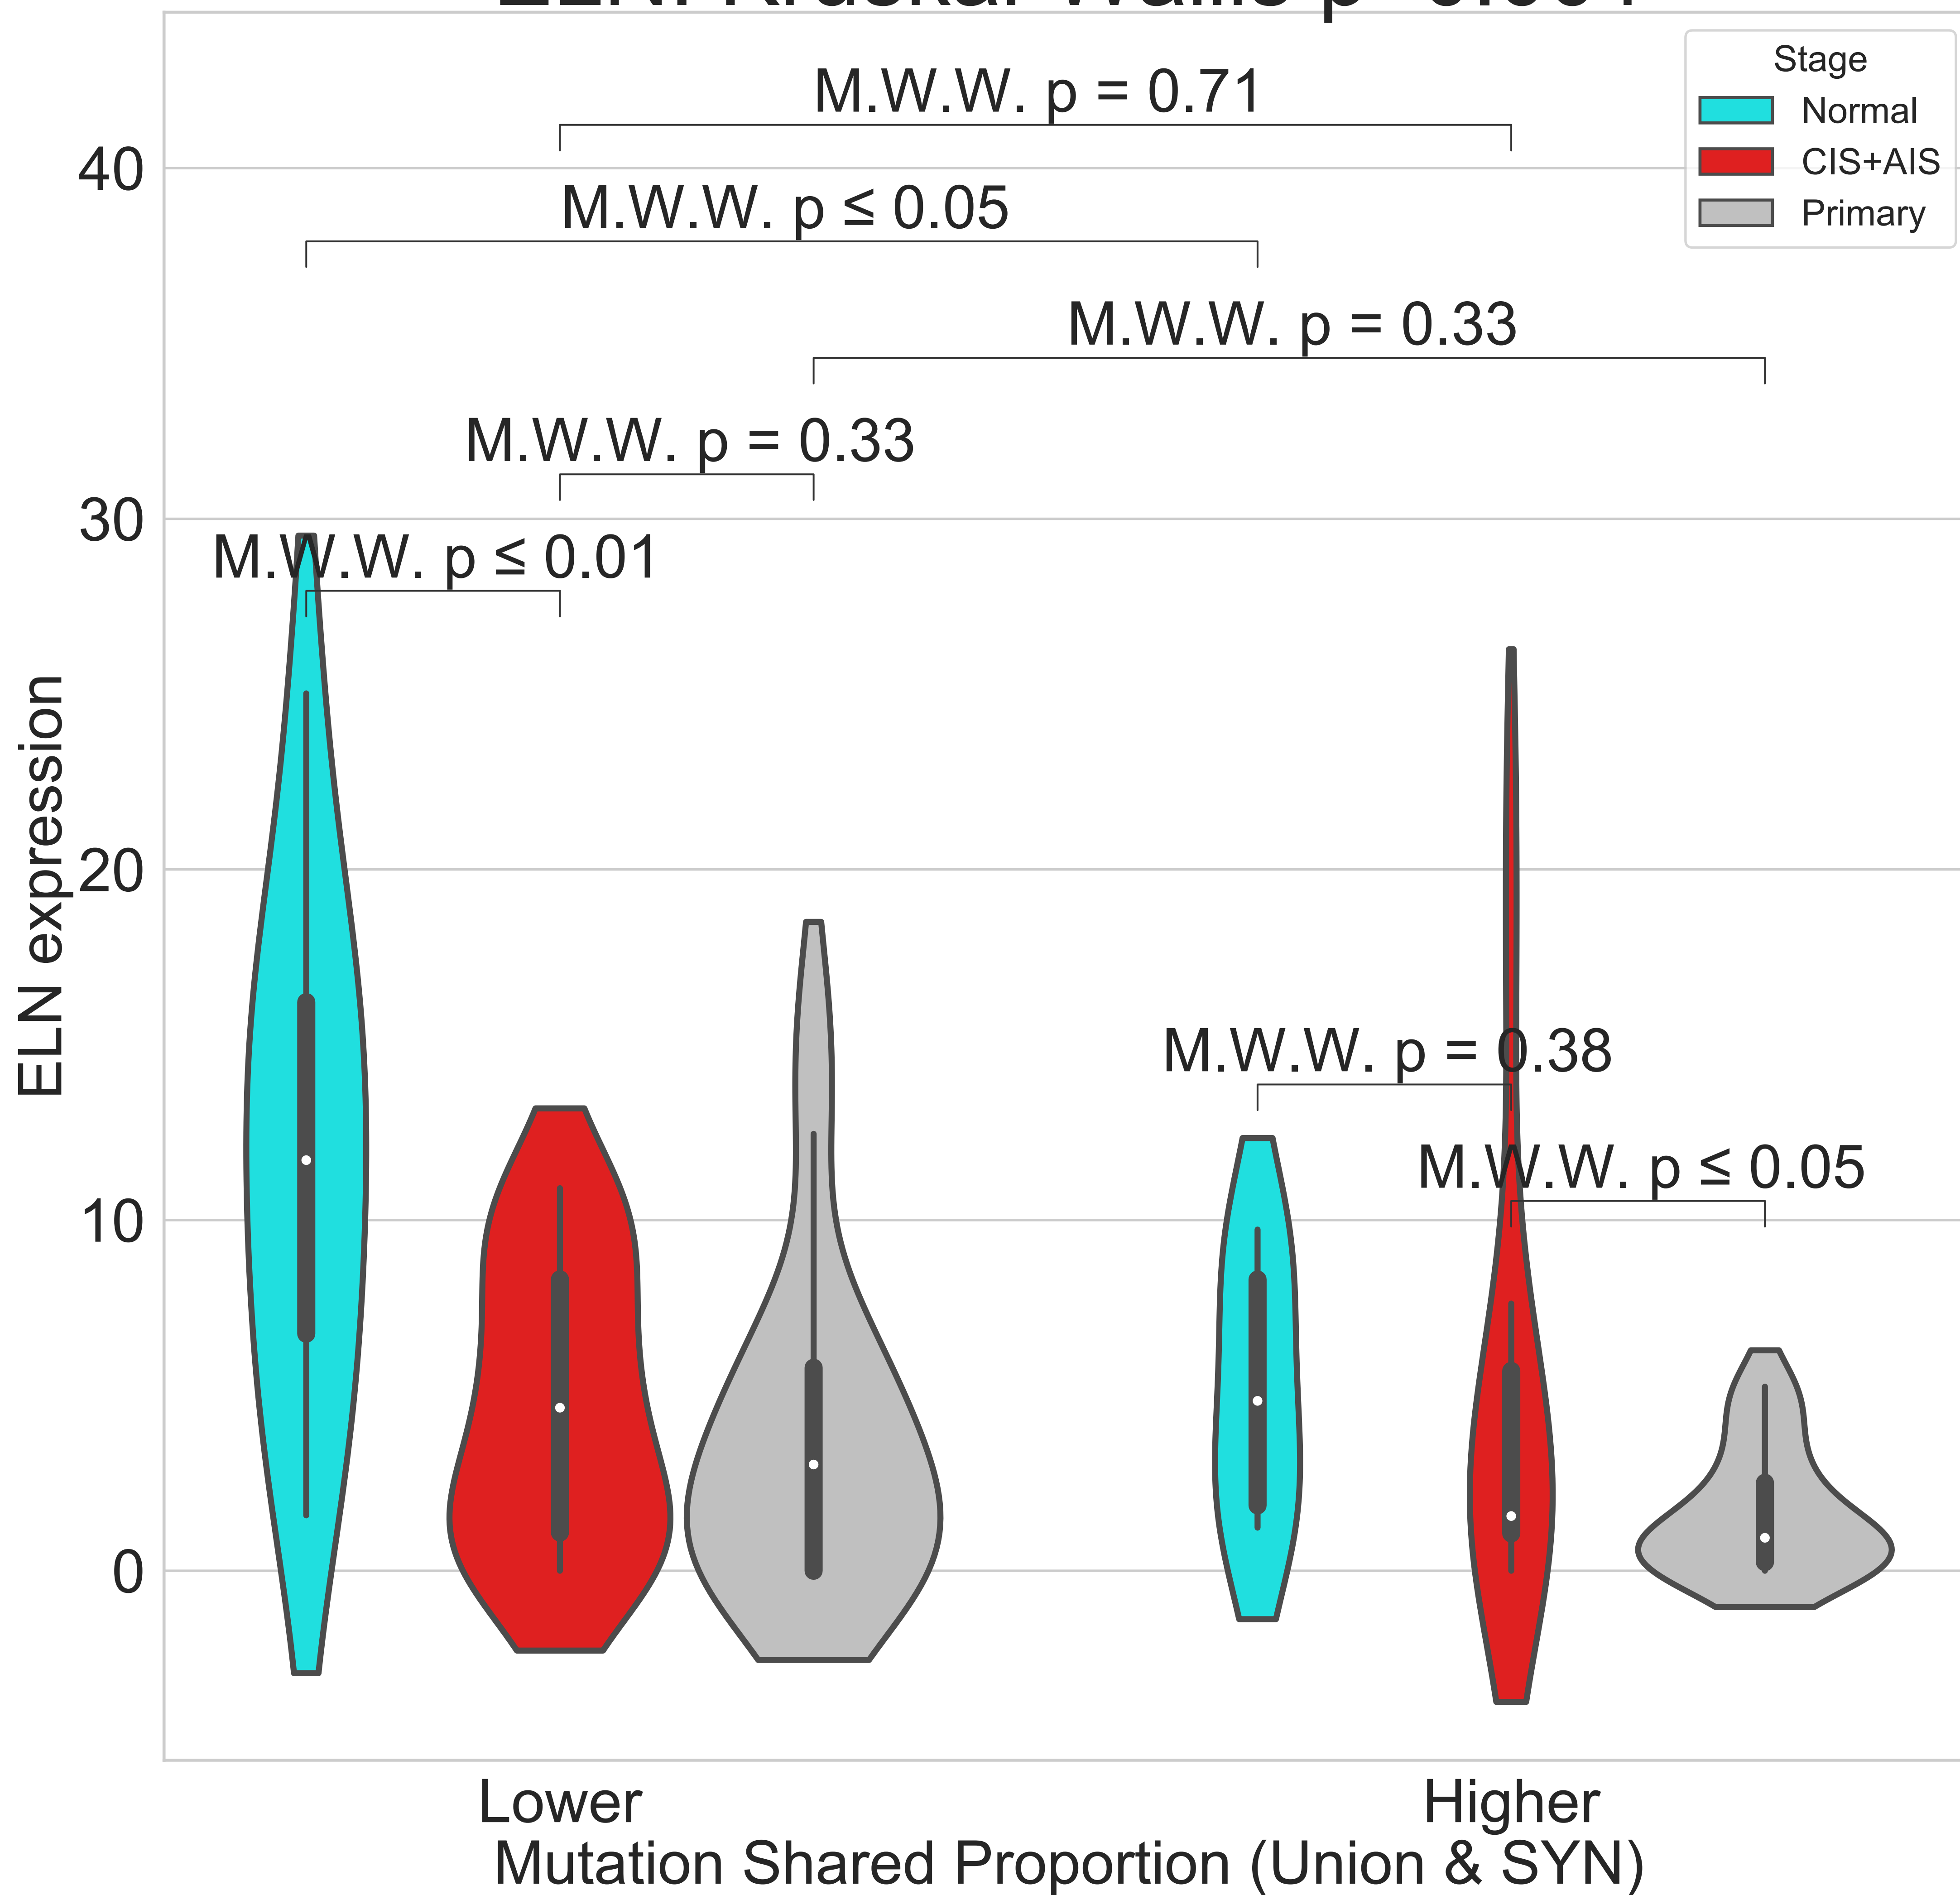 Stage
Normal
CIS+AIS
Primary
M.W.W. p = 0.71
M.W.W. p ≤ 0.05
M.W.W. p = 0.33
M.W.W. p = 0.33
M.W.W. p ≤ 0.01
M.W.W. p = 0.38
M.W.W. p ≤ 0.05
40
30
20
10
0
ELN expression
Lower
Higher
Mutation Shared Proportion (Union & SYN)